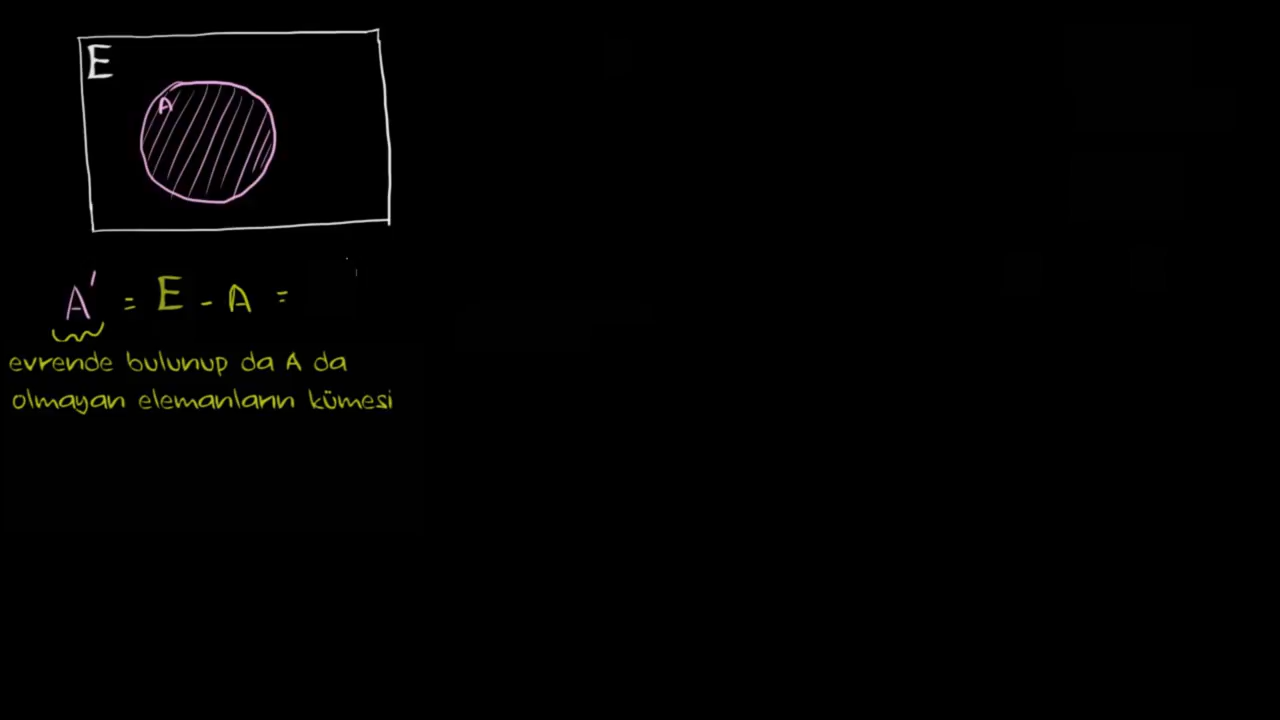 E
A
A' = E - A =
evrende bulunup da A da
olmayan elemanların kümesi